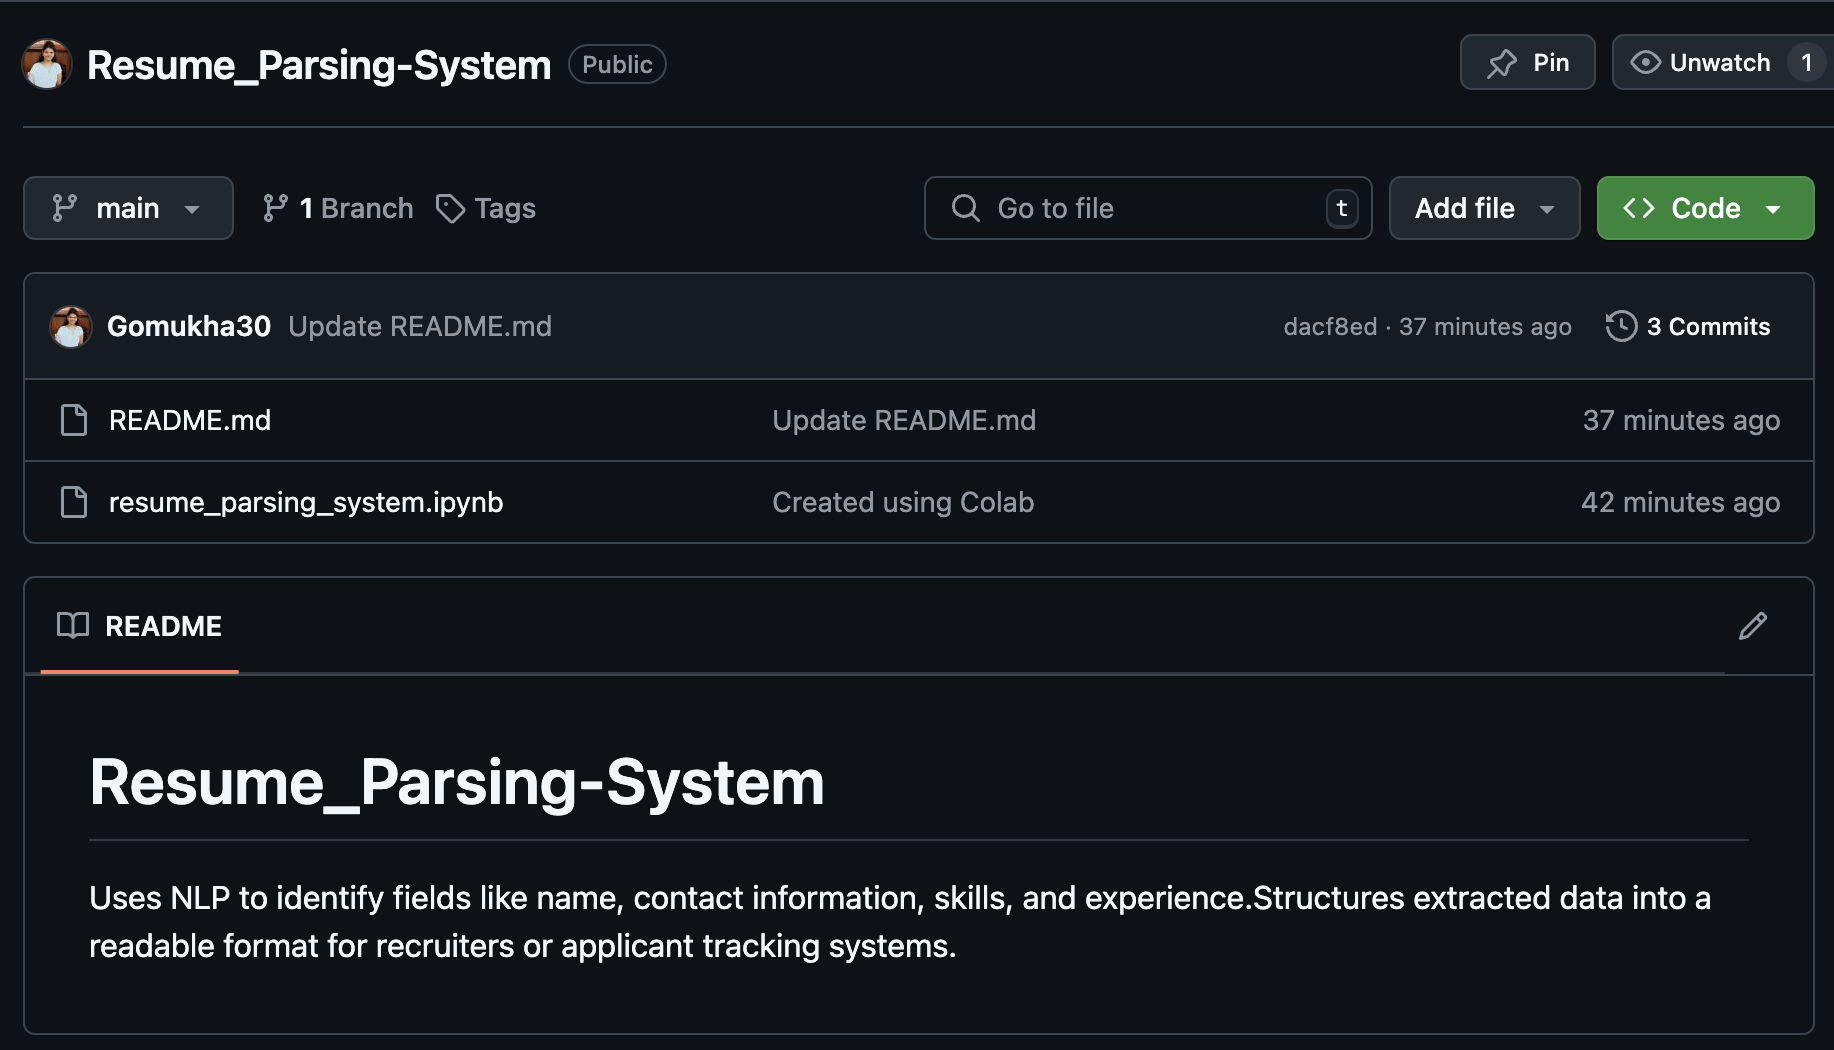 Resume_Parsing-System Public Pin Unwatch 1
main 1 Branch Tags Go to file t Add file Code
Gomukha30 Update README.md dacf8ed · 37 minutes ago 3 Commits
README.md Update README.md 37 minutes ago
resume_parsing_system.ipynb Created using Colab 42 minutes ago
README
Resume_Parsing-System
Uses NLP to identify fields like name, contact information, skills, and experience.Structures extracted data into a
readable format for recruiters or applicant tracking systems.